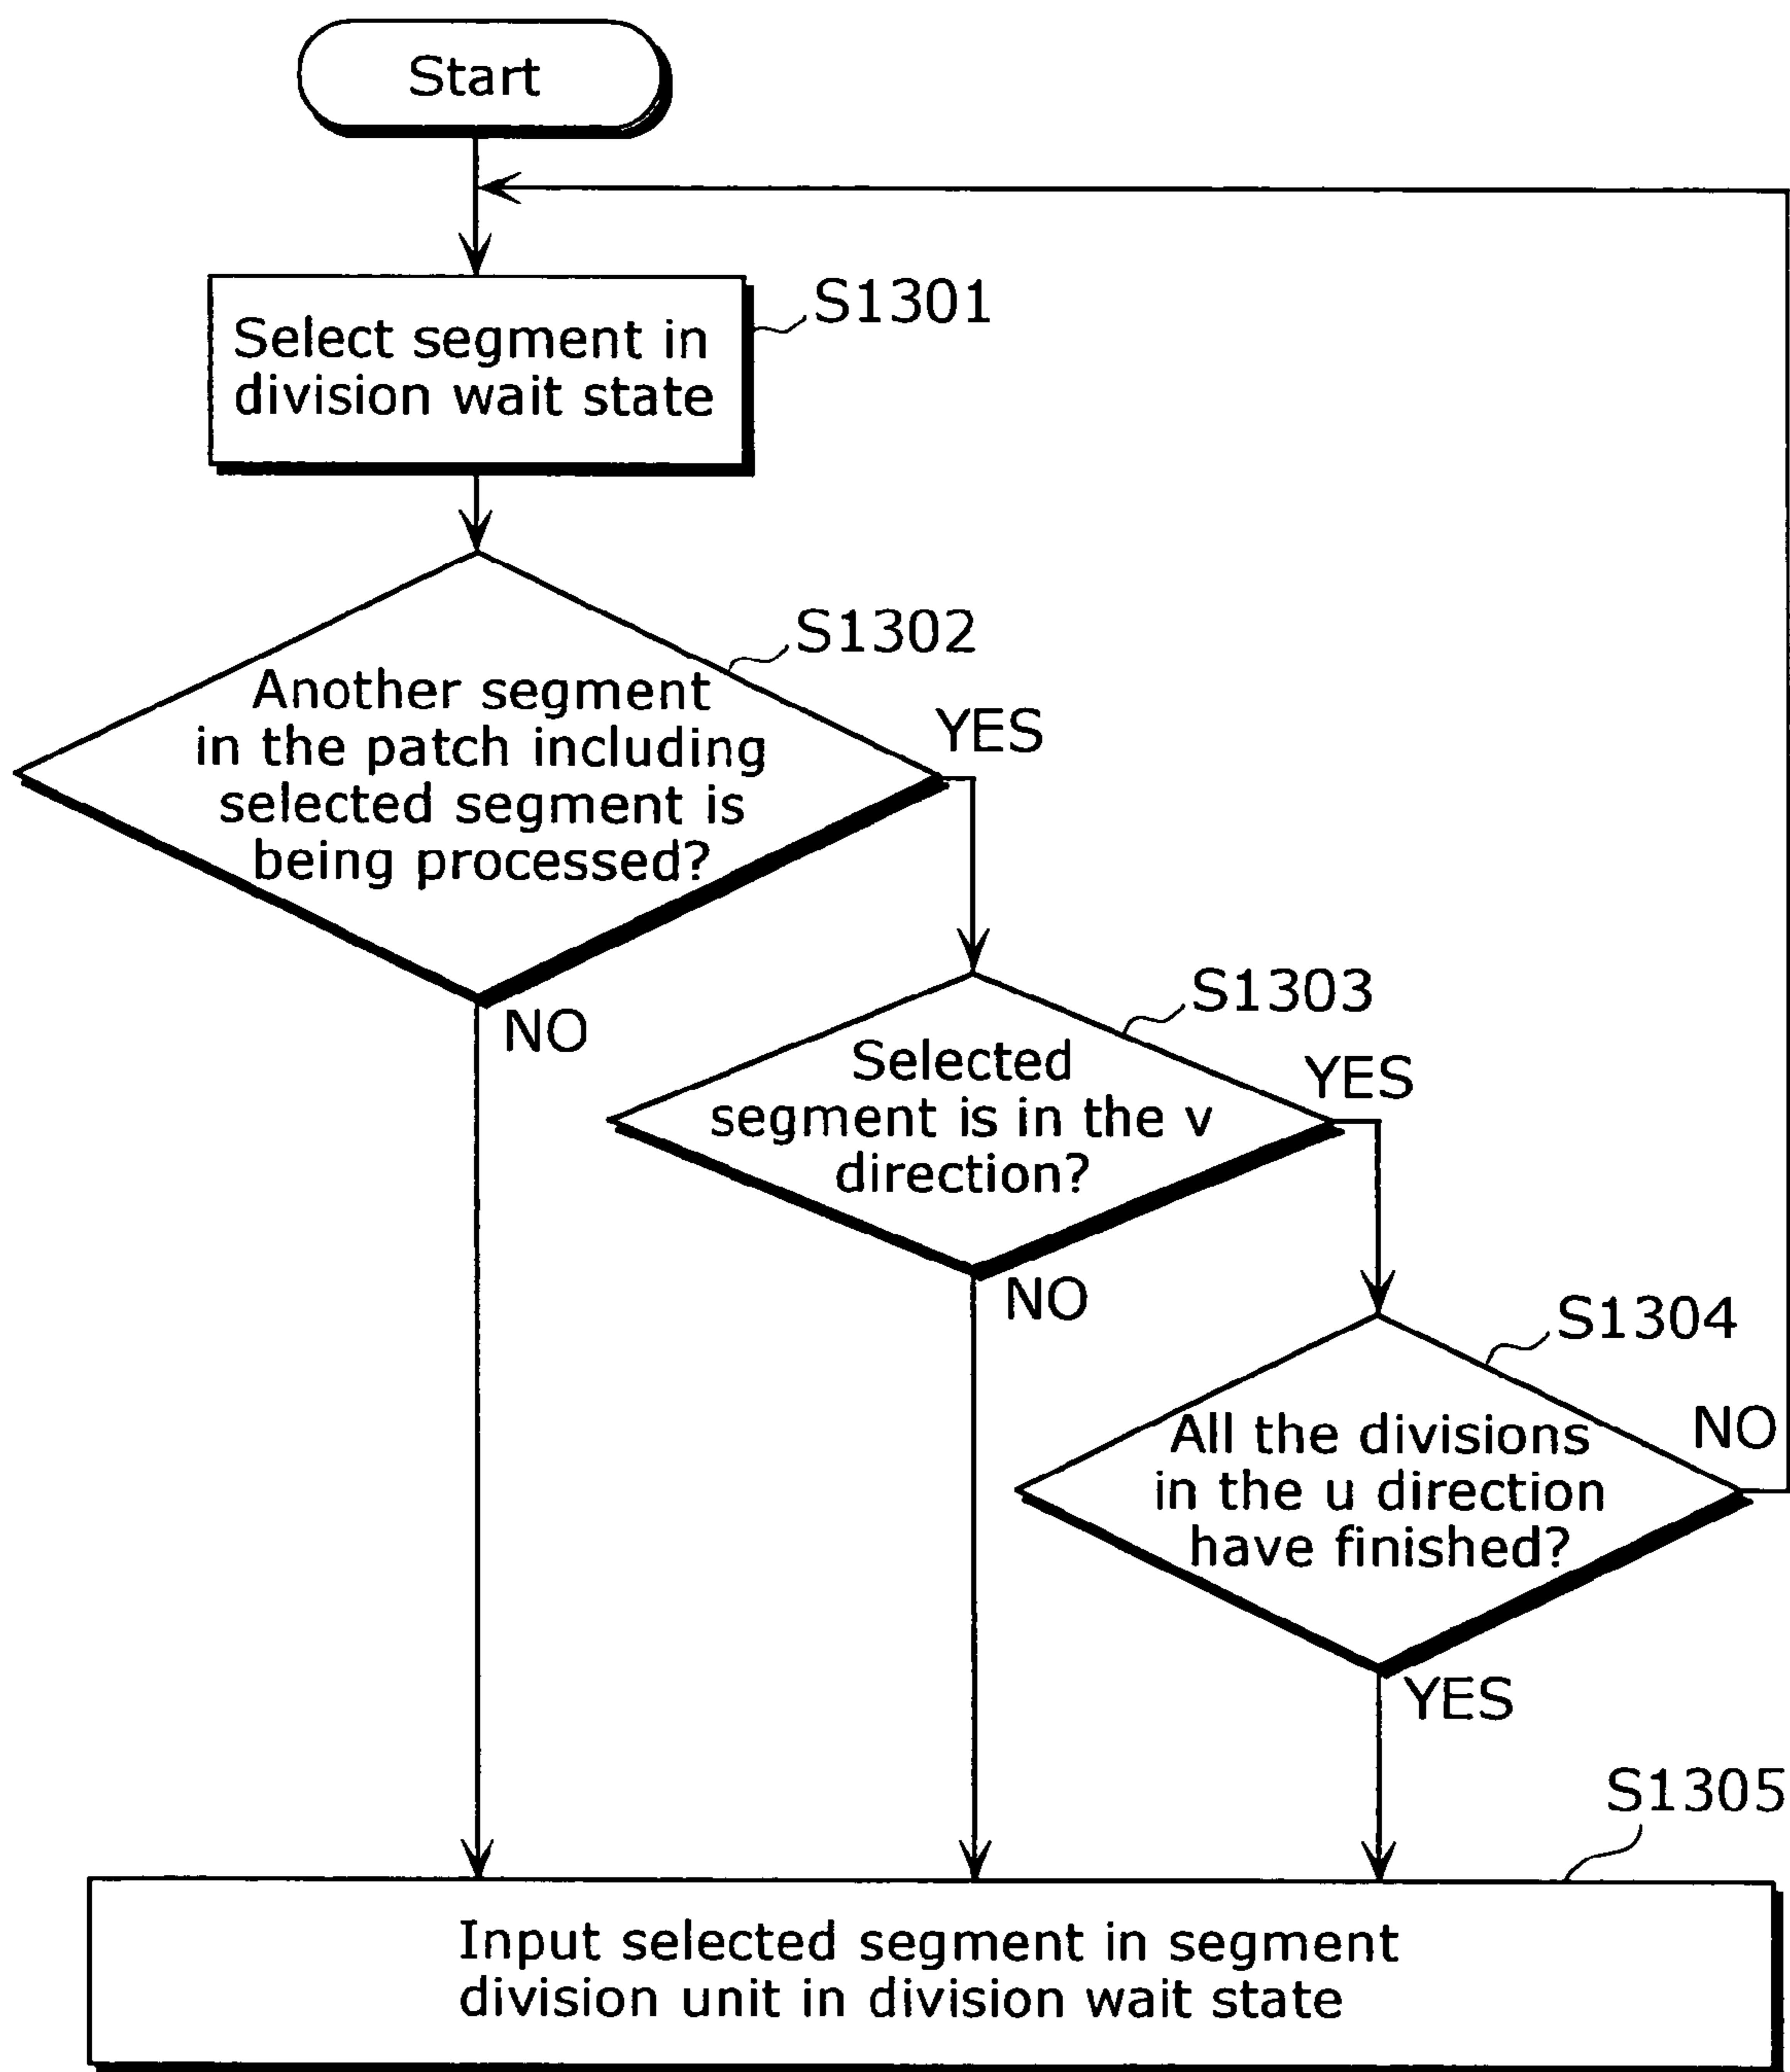 Start
S1301
Select segment in
division wait state
S1302
Another segment
in the patch including
selected segment is
being processed?
YES
NO
S1303
Selected
segment is in the v
direction?
YES
NO
S1304
All the divisions
in the u direction
have finished?
NO
YES
S1305
Input selected segment in segment
division unit in division wait state